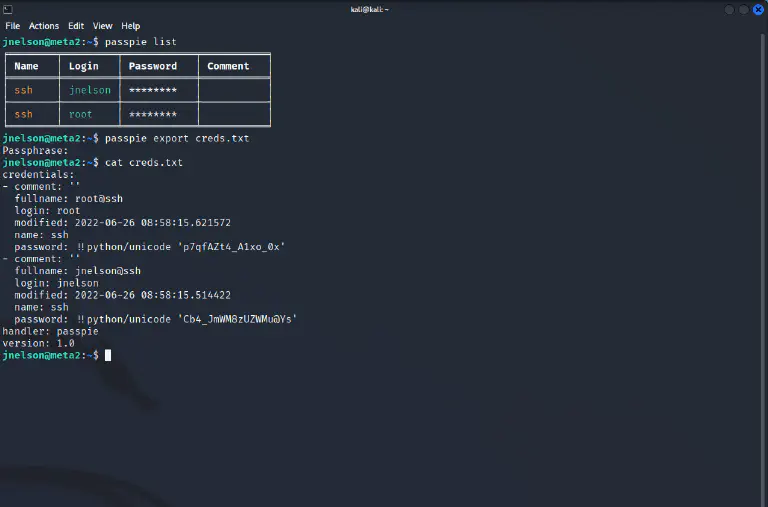 kali@kali: ~
File Actions Edit View Help
jnelson@meta2:~$ passpie list
Name Login Password Comment
ssh jnelson ********
ssh root ********
jnelson@meta2:~$ passpie export creds.txt
Passphrase:
jnelson@meta2:~$ cat creds.txt
credentials:
- comment: ''
fullname: root@ssh
login: root
modified: 2022-06-26 08:58:15.621572
name: ssh
password: !!python/unicode 'p7qfAZt4_A1xo_0x'
- comment: ''
fullname: jnelson@ssh
login: jnelson
modified: 2022-06-26 08:58:15.514422
name: ssh
password: !!python/unicode 'Cb4_JmWM8zUZWMu@Ys'
handler: passpie
version: 1.0
jnelson@meta2:~$